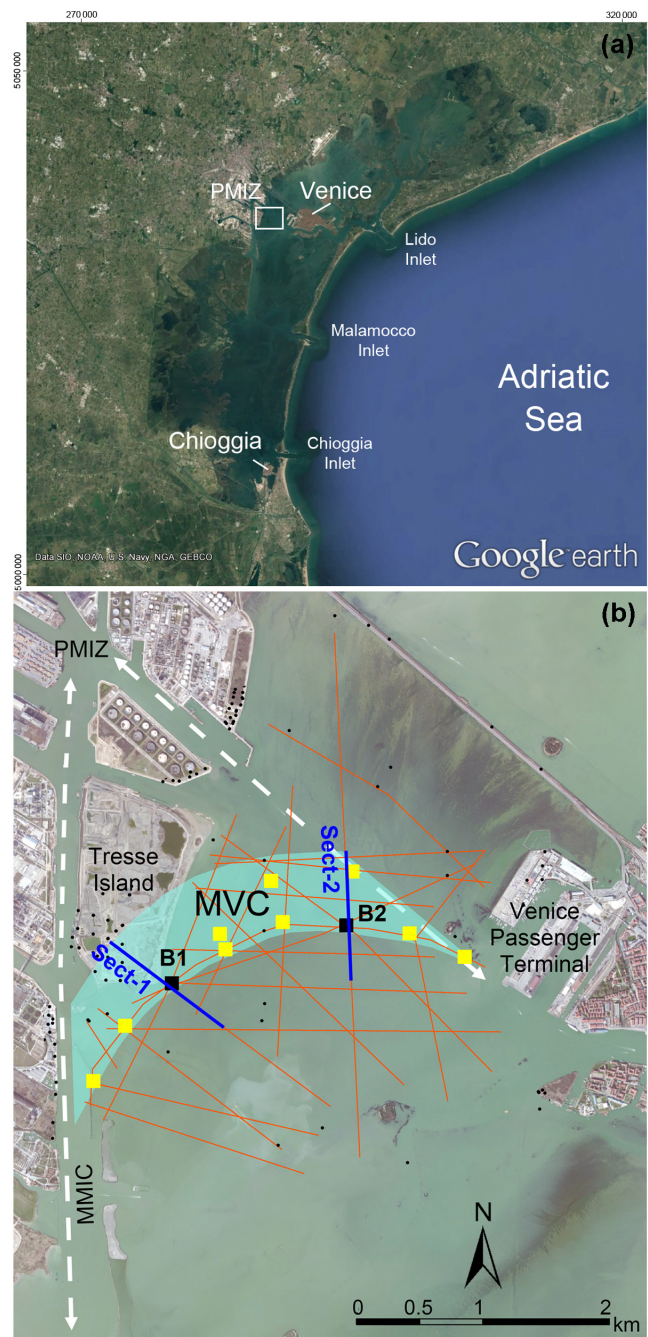 270 000
320 000
(a)
5 050 000
PMIZ
Venice
Lido
Inlet
Malamocco
Inlet
Adriatic
Sea
Chioggia
Chioggia
Inlet
Data SIO, NOAA, U.S. Navy, NGA, GEBCO
Google earth
5 000 000
(b)
PMIZ
Tresse
Island
MVC
Sect-2
B2
Venice
Passenger
Terminal
Sect-1
B1
MMIC
N
0 0.5 1 2
km